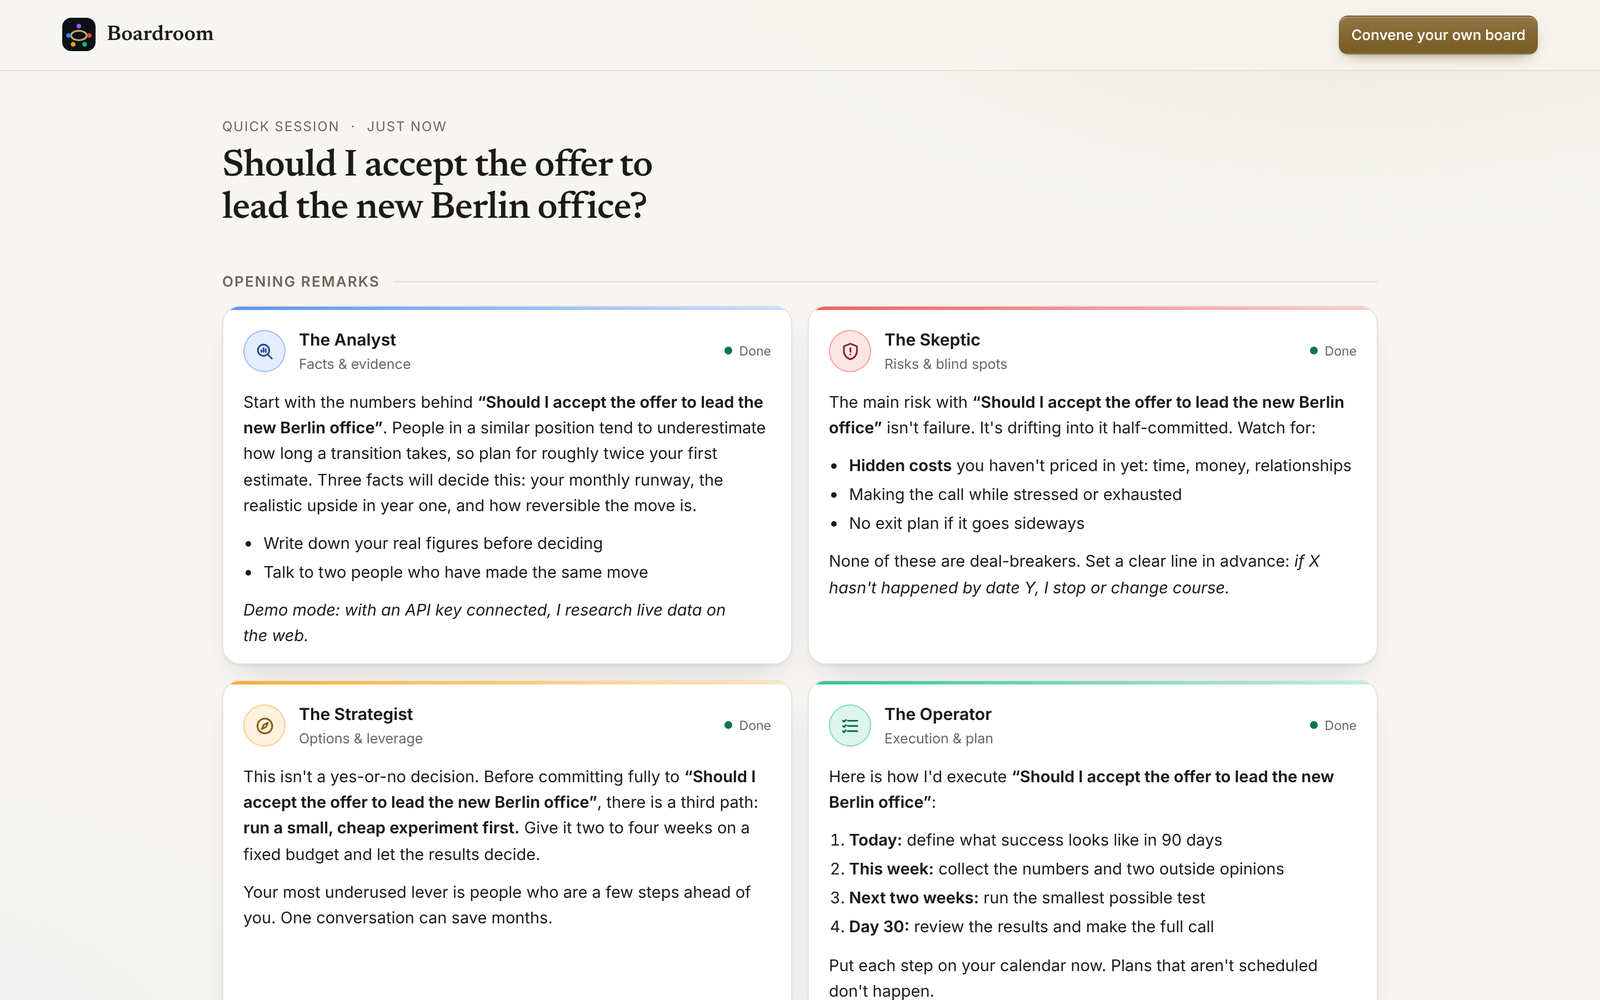 Boardroom
Convene your own board
QUICK SESSION · JUST NOW
Should I accept the offer to
lead the new Berlin office?
OPENING REMARKS
The Analyst
Facts & evidence
Done
Start with the numbers behind “Should I accept the offer to lead the
new Berlin office”. People in a similar position tend to underestimate
how long a transition takes, so plan for roughly twice your first
estimate. Three facts will decide this: your monthly runway, the
realistic upside in year one, and how reversible the move is.
• Write down your real figures before deciding
• Talk to two people who have made the same move
Demo mode: with an API key connected, I research live data on
the web.
The Skeptic
Risks & blind spots
Done
The main risk with “Should I accept the offer to lead the new Berlin
office” isn't failure. It's drifting into it half-committed. Watch for:
• Hidden costs you haven't priced in yet: time, money, relationships
• Making the call while stressed or exhausted
• No exit plan if it goes sideways
None of these are deal-breakers. Set a clear line in advance: if X
hasn't happened by date Y, I stop or change course.
The Strategist
Options & leverage
Done
This isn't a yes-or-no decision. Before committing fully to “Should I
accept the offer to lead the new Berlin office”, there is a third path:
run a small, cheap experiment first. Give it two to four weeks on a
fixed budget and let the results decide.
Your most underused lever is people who are a few steps ahead of
you. One conversation can save months.
The Operator
Execution & plan
Done
Here is how I'd execute “Should I accept the offer to lead the new
Berlin office”:
1. Today: define what success looks like in 90 days
2. This week: collect the numbers and two outside opinions
3. Next two weeks: run the smallest possible test
4. Day 30: review the results and make the full call
Put each step on your calendar now. Plans that aren't scheduled
don't happen.